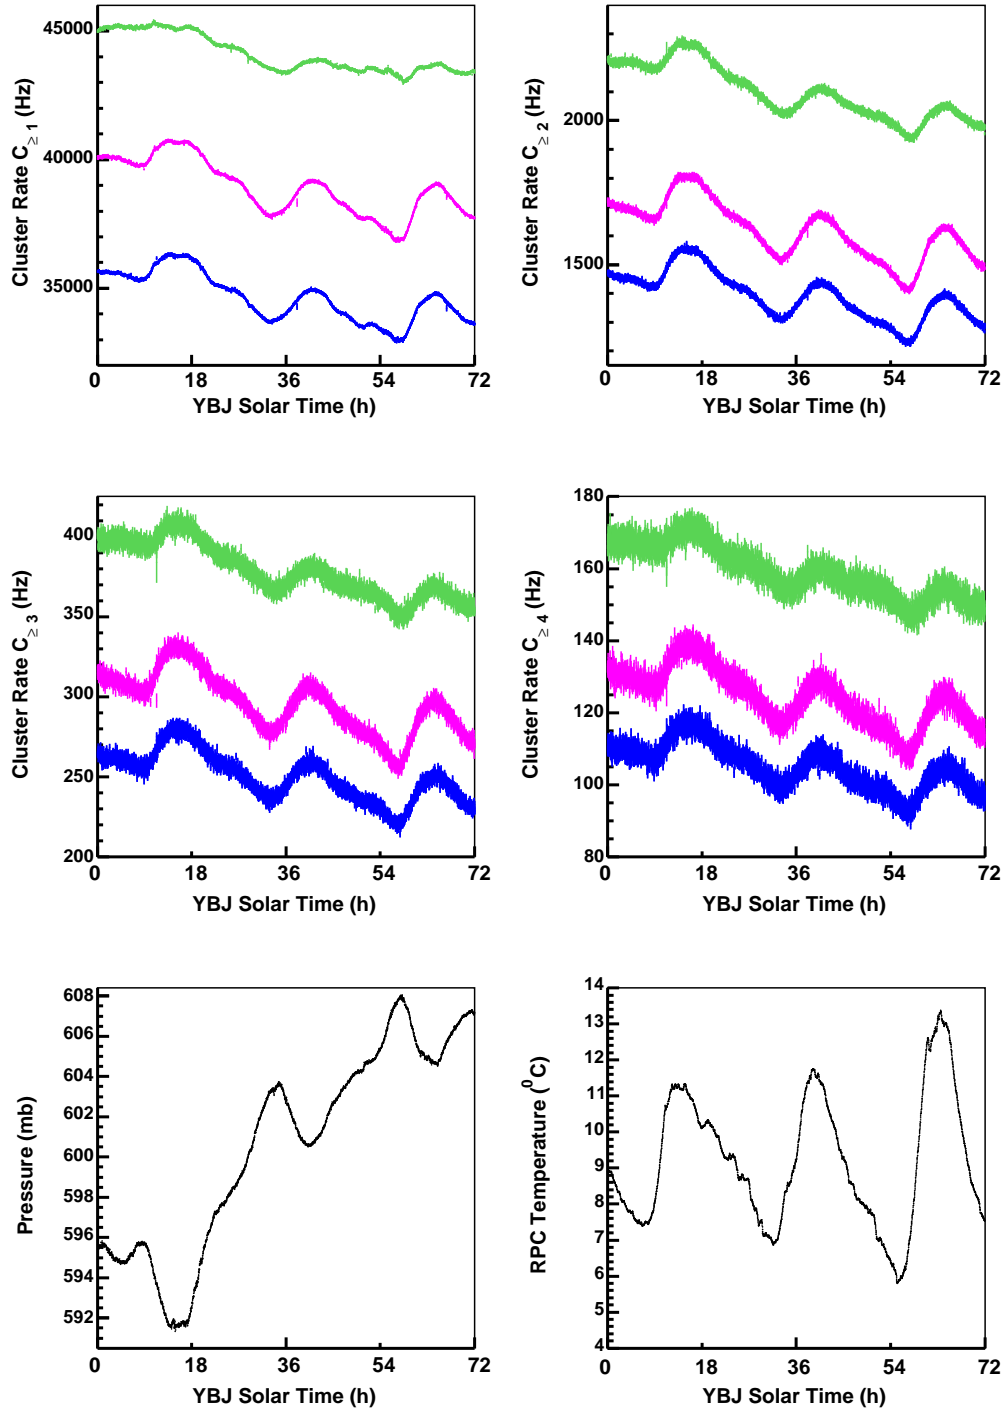 Cluster Rate C≥ 1 (Hz)
45000
40000
35000
0 18 36 54 72
YBJ Solar Time (h)
Cluster Rate C≥ 2 (Hz)
2000
1500
0 18 36 54 72
YBJ Solar Time (h)
Cluster Rate C≥ 3 (Hz)
400
350
300
250
200
0 18 36 54 72
YBJ Solar Time (h)
Cluster Rate C≥ 4 (Hz)
180
160
140
120
100
80
0 18 36 54 72
YBJ Solar Time (h)
Pressure (mb)
608
606
604
602
600
598
596
594
592
0 18 36 54 72
YBJ Solar Time (h)
RPC Temperature (⁰C)
14
13
12
11
10
9
8
7
6
5
4
0 18 36 54 72
YBJ Solar Time (h)